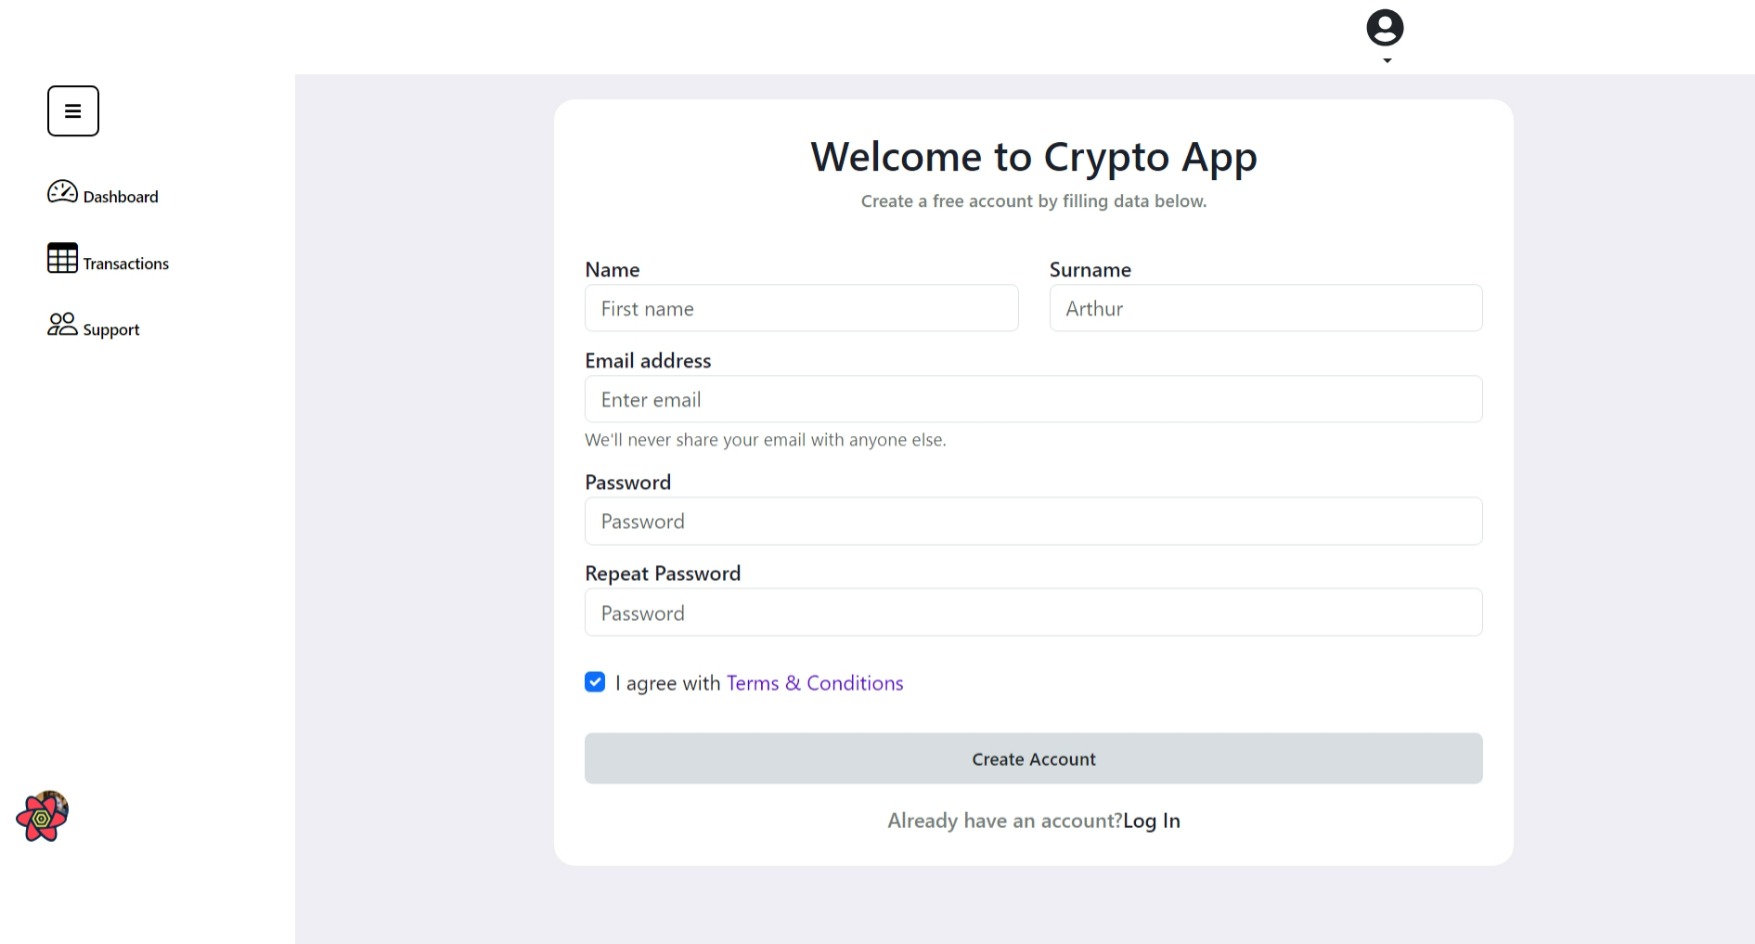 Dashboard
Transactions
Support
Welcome to Crypto App
Create a free account by filling data below.
Name
Surname
First name
Arthur
Email address
Enter email
We'll never share your email with anyone else.
Password
Password
Repeat Password
Password
I agree with Terms & Conditions
Create Account
Already have an account?Log In